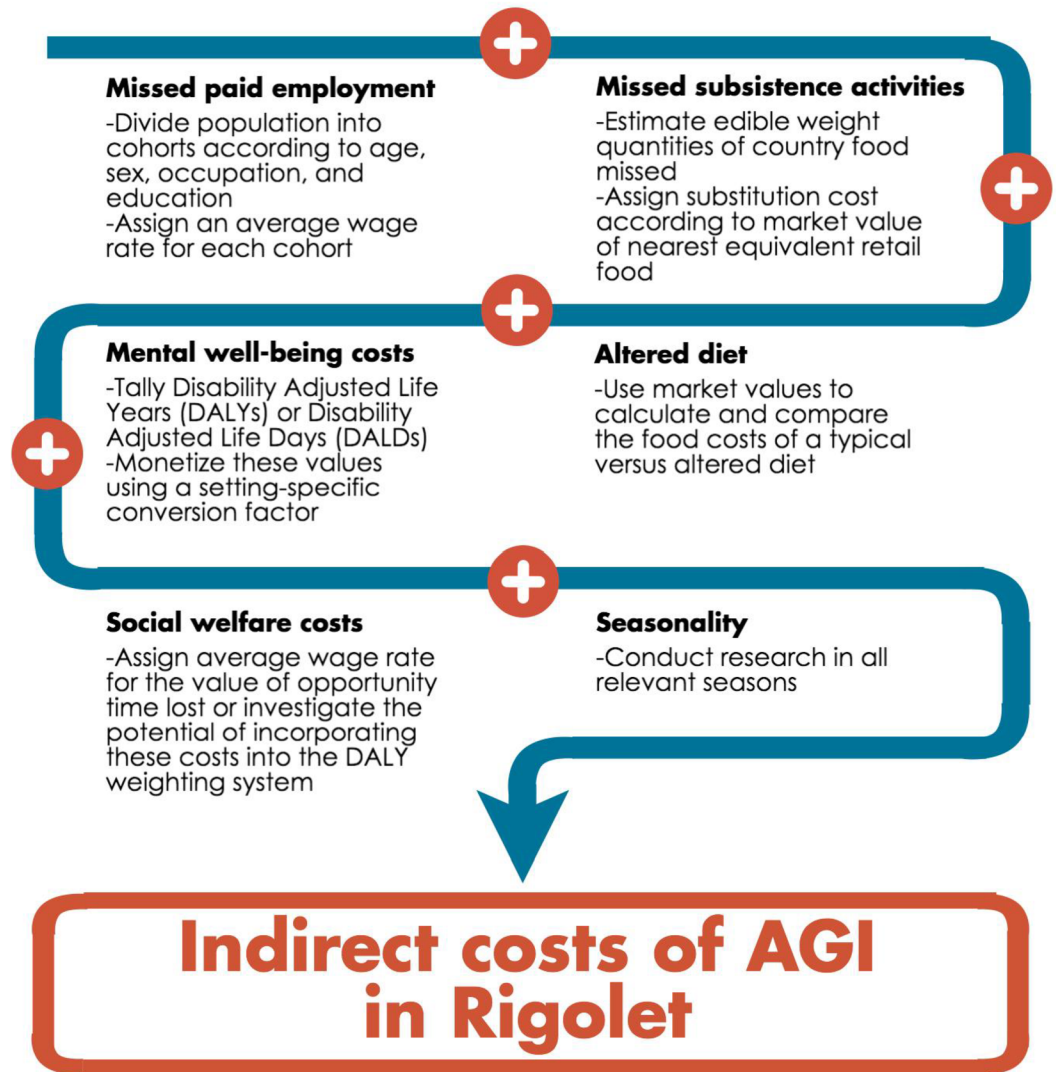 Missed paid employment
-Divide population into
cohorts according to age,
sex, occupation, and
education
-Assign an average wage
rate for each cohort
Missed subsistence activities
-Estimate edible weight
quantities of country food
missed
-Assign substitution cost
according to market value
of nearest equivalent retail
food
Mental well-being costs
-Tally Disability Adjusted Life
Years (DALYs) or Disability
Adjusted Life Days (DALDs)
-Monetize these values
using a setting-specific
conversion factor
Altered diet
-Use market values to
calculate and compare
the food costs of a typical
versus altered diet
Social welfare costs
-Assign average wage rate
for the value of opportunity
time lost or investigate the
potential of incorporating
these costs into the DALY
weighting system
Seasonality
-Conduct research in all
relevant seasons
Indirect costs of AGI
in Rigolet